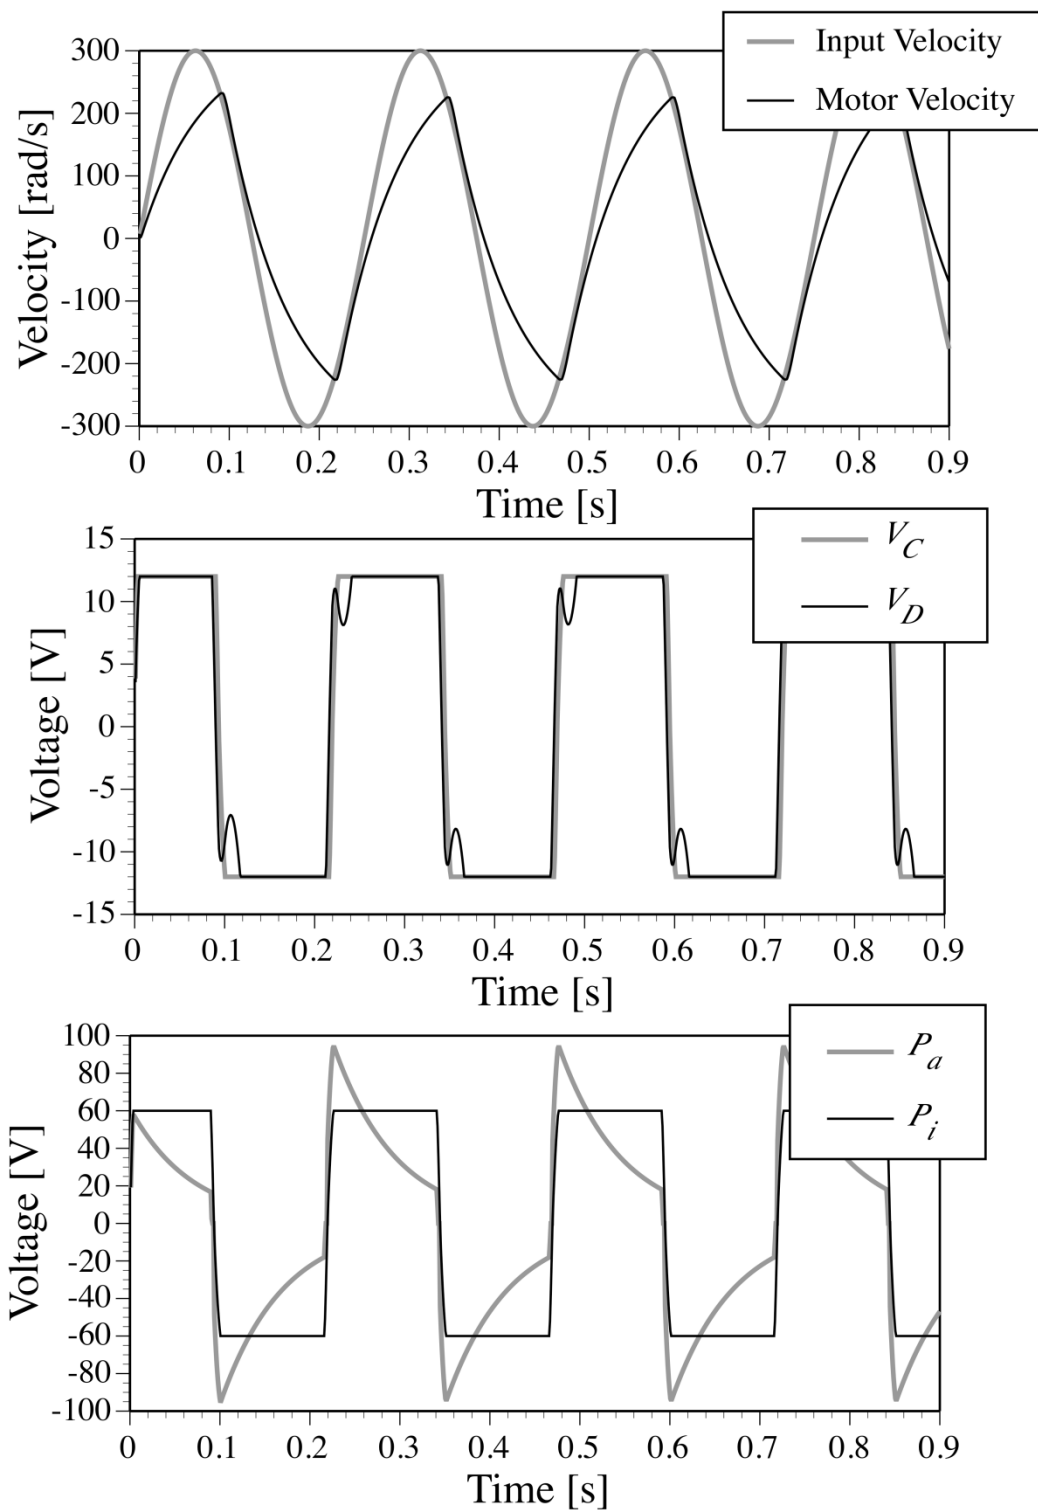 300
200
100
0
-100
-200
-300
Velocity [rad/s]
0 0.1 0.2 0.3 0.4 0.5 0.6 0.7 0.8 0.9
Time [s]
Input Velocity
Motor Velocity
15
10
5
0
-5
-10
-15
Voltage [V]
0 0.1 0.2 0.3 0.4 0.5 0.6 0.7 0.8 0.9
Time [s]
V_C
V_D
100
80
60
40
20
0
-20
-40
-60
-80
-100
Voltage [V]
0 0.1 0.2 0.3 0.4 0.5 0.6 0.7 0.8 0.9
Time [s]
P_a
P_i